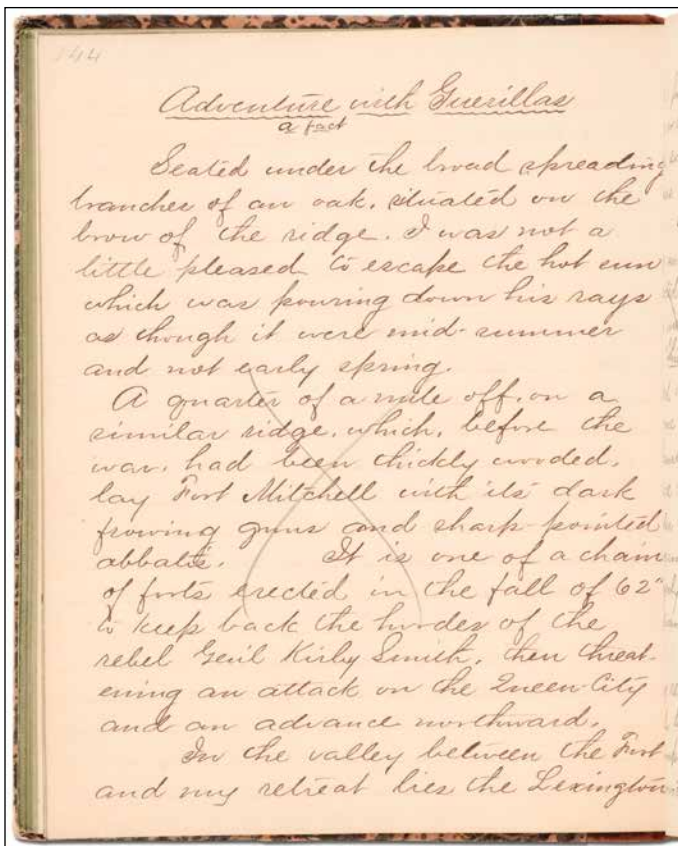 144
Adventure with Guerillas
a fact
Seated under the broad spreading
branches of an oak, situated on the
brow of the ridge. I was not a
little pleased to escape the hot sun
which was pouring down his rays
as though it were mid-summer
and not early spring.
A quarter of a mile off, on a
similar ridge, which, before the
war, had been thickly wooded,
lay Fort Mitchell with its dark
frowing guns and sharp-pointed
abbatis. It is one of a chain
of forts erected in the fall of 62"
to keep back the hordes of the
rebel Genl Kirby Smith, then threat-
ening an attack on the Queen-City
and an advance northward.
In the valley between the Fort
and my retreat lies the Lexington